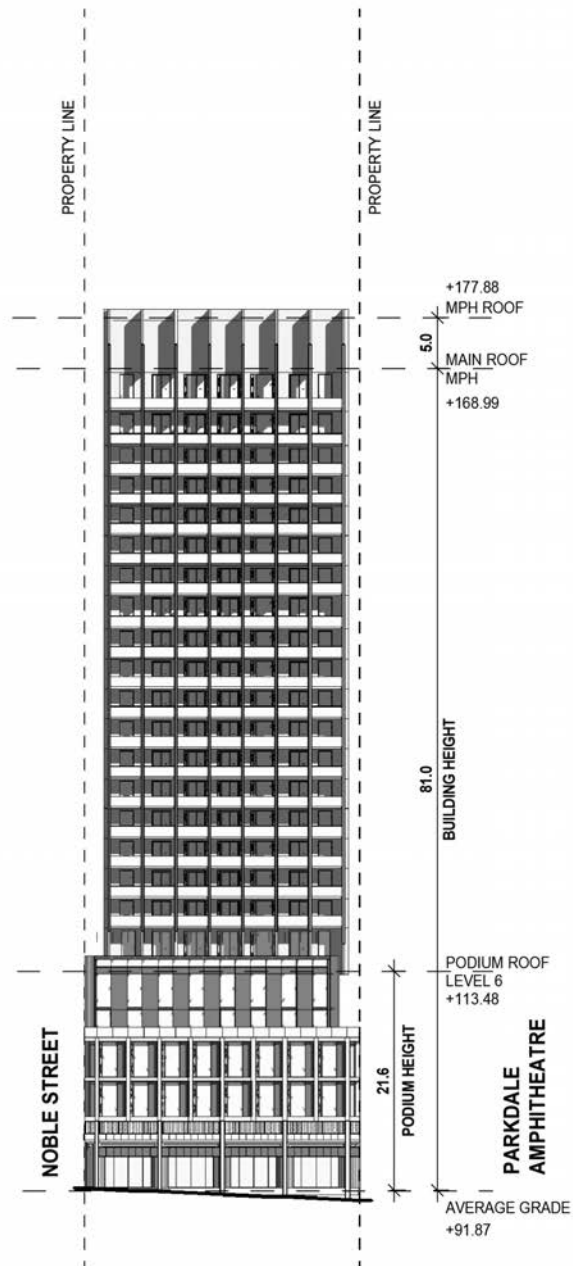 PROPERTY LINE
PROPERTY LINE
+177.88
MPH ROOF
5.0
MAIN ROOF
MPH
+168.99
81.0
BUILDING HEIGHT
PODIUM ROOF
LEVEL 6
+113.48
21.6
PODIUM HEIGHT
NOBLE STREET
PARKDALE
AMPHITHEATRE
AVERAGE GRADE
+91.87